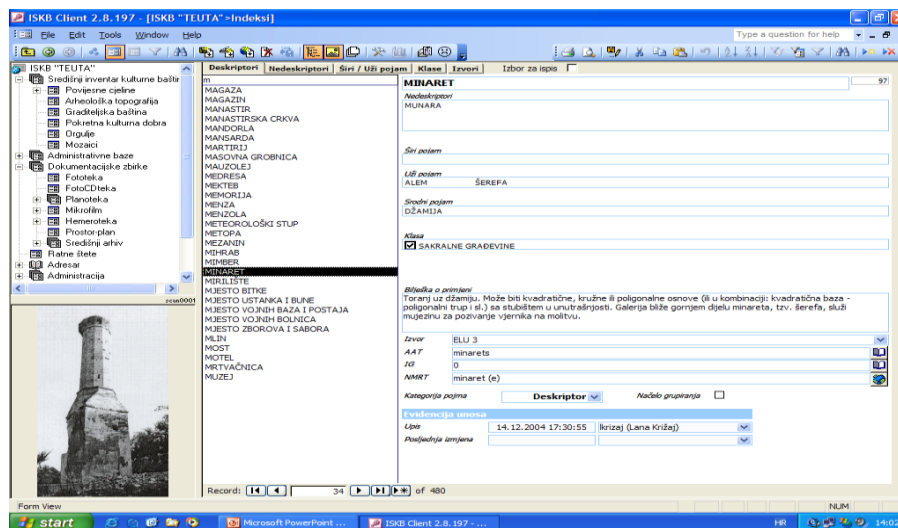 ISKB Client 2.8.197 - [ISKB "TEUTA">Indeksi]
File Edit Tools Window Help
Type a question for help
ISKB "TEUTA"
Središnji inventar kulturne baštir
Povijesne cjeline
Arheološka topografija
Graditeljska baština
Pokretna kulturna dobra
Orgulje
Mozaici
Administrativne baze
Dokumentacijske zbirke
Fototeka
FotoCDteka
Planoteka
Mikrofilm
Hemeroteka
Prostor-plan
Središnji arhiv
Ratne štete
Adresar
Administracija
pcan0001
Deskriptori Nedeskriptori Širi / Uži pojam Klase Izvori Izbor za ispis
m
MAGAZA
MAGAZIN
MANASTIR
MANASTIRSKA CRKVA
MANDORLA
MANSARDA
MARTIRIJ
MASOVNA GROBNICA
MAUZOLEJ
MEDRESA
MEKTEB
MEMORIJA
MENZA
MENZOLA
METEOROLOŠKI STUP
METOPA
MEZANIN
MIHRAB
MIMBER
MINARET
MIRILIŠTE
MJESTO BITKE
MJESTO USTANKA I BUNE
MJESTO VOJNIH BAZA I POSTAJA
MJESTO VOJNIH BOLNICA
MJESTO ZBOROVA I SABORA
MLIN
MOST
MOTEL
MRTVAČNICA
MUZEJ
MINARET 97
Nedeskriptori
MUNARA
Širi pojam
Uži pojam
ALEM ŠEREFA
Srodni pojam
DŽAMIJA
Klasa
SAKRALNE GRAĐEVINE
Bilješka o primjeni
Toranj uz džamiju. Može biti kvadratične, kružne ili poligonalne osnove (ili u kombinaciji: kvadratična baza -
poligonalni trup i sl.) sa stubištem u unutrašnjosti. Galerija bliže gornjem dijelu minareta, tzv. šerefa, služi
mujezinu za pozivanje vjernika na molitvu.
Izvor ELU 3
AAT minarets
IG 0
NMRT minaret (e)
Kategorija pojma Deskriptor Načelo grupiranja
Evidencija unosa
Upis 14.12.2004 17:30:55 lkrizaj (Lana Križaj)
Posljednja izmjena
Record: 34 of 480
Form View NUM
start Microsoft PowerPoint ... ISKB Client 2.8.197 - ... HR 14:02